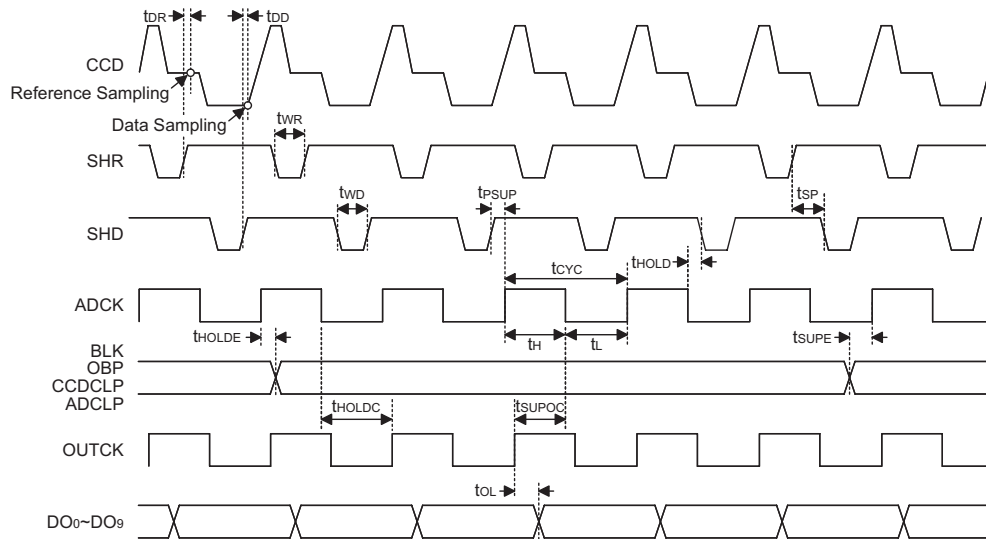 tDR
tDD
CCD
Reference Sampling
Data Sampling
tWR
SHR
tWD
tPSUP
tSP
SHD
tHOLD
tCYC
ADCK
tHOLDE
tH
tL
tSUPE
BLK
OBP
CCDCLP
ADCLP
tHOLDC
tSUPOC
OUTCK
tOL
DO0~DO9